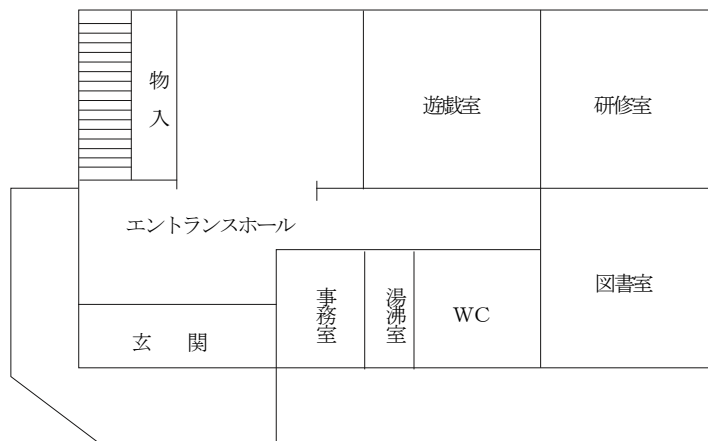 物入
遊戯室
研修室
エントランスホール
図書室
事務室
湯沸室
WC
玄 関